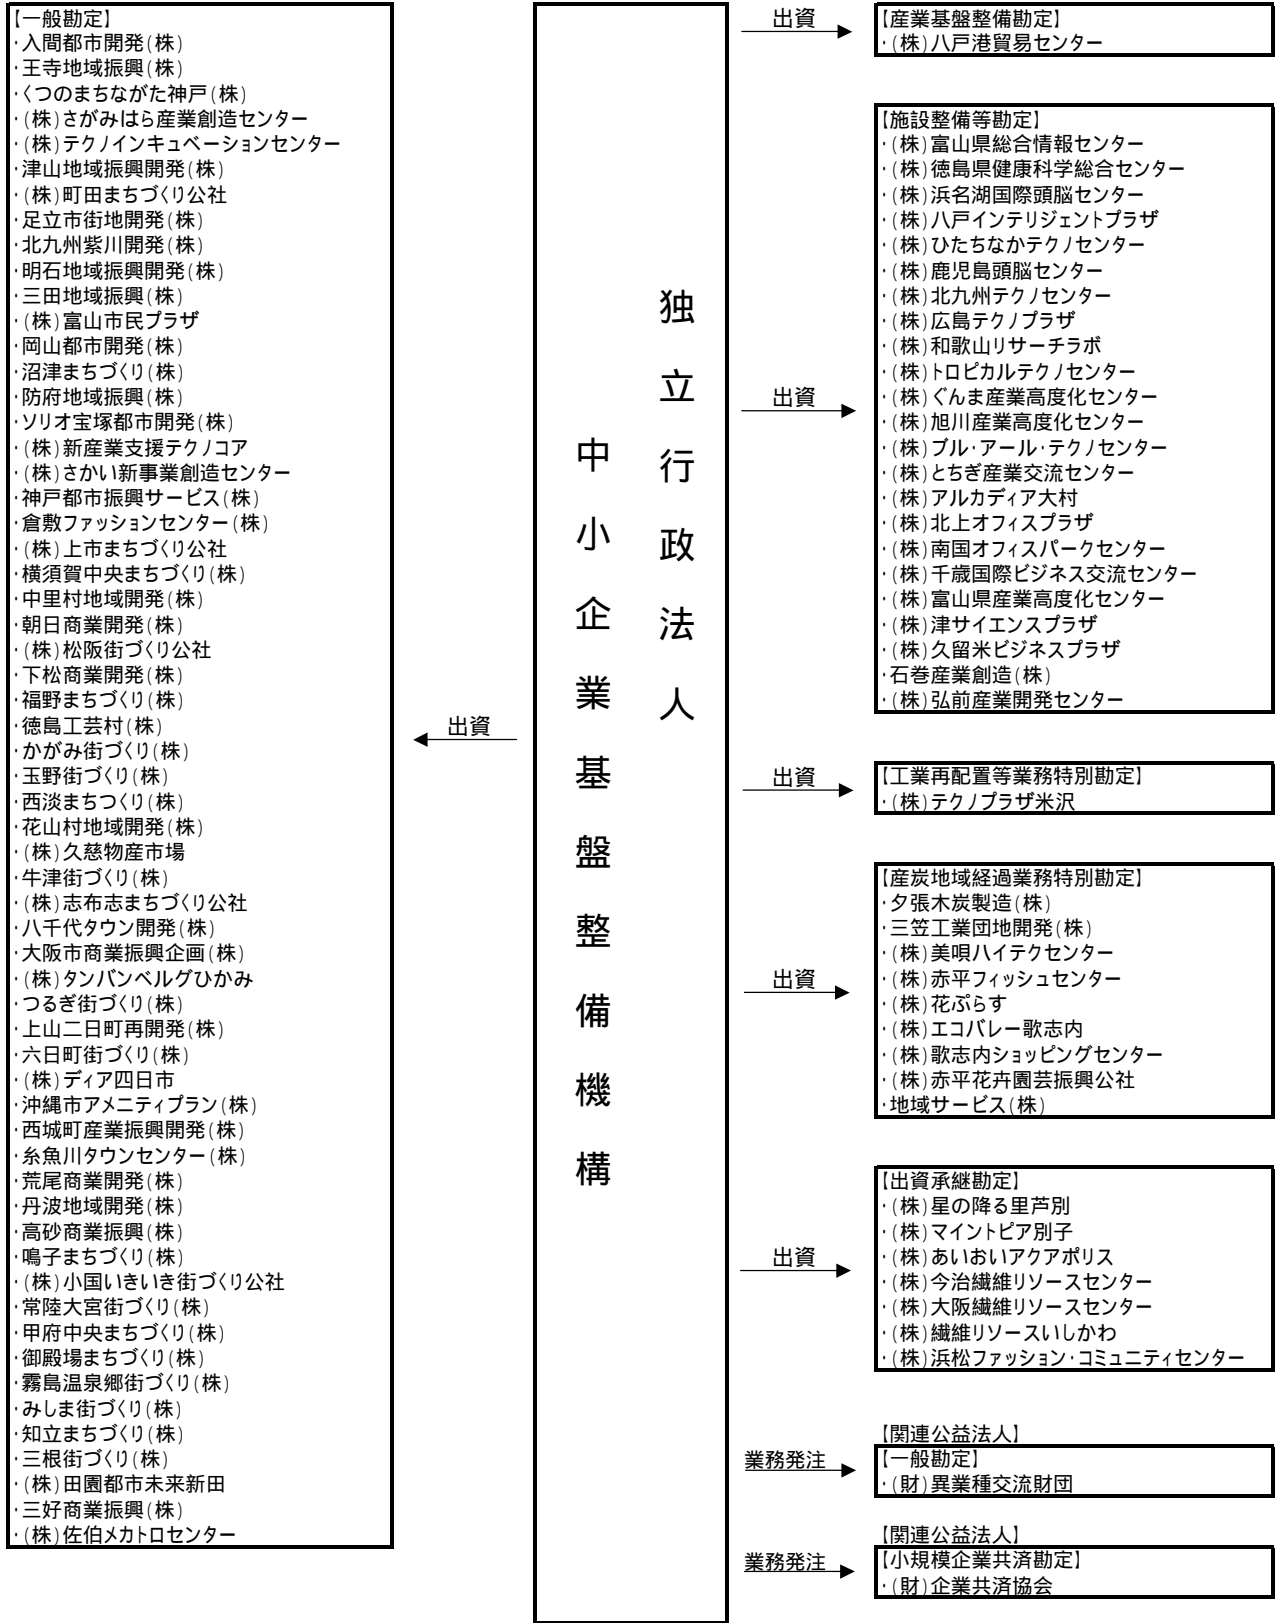 【一般勘定】
・入間都市開発(株)
・王寺地域振興(株)
・くつのまちながた神戸(株)
・(株)さがみはら産業創造センター
・(株)テクノインキュベーションセンター
・津山地域振興開発(株)
・(株)町田まちづくり公社
・足立市街地開発(株)
・北九州紫川開発(株)
・明石地域振興開発(株)
・三田地域振興(株)
・(株)富山市民プラザ
・岡山都市開発(株)
・沼津まちづくり(株)
・防府地域振興(株)
・ソリオ宝塚都市開発(株)
・(株)新産業支援テクノコア
・(株)さかい新事業創造センター
・神戸都市振興サービス(株)
・倉敷ファッションセンター(株)
・(株)上市まちづくり公社
・横須賀中央まちづくり(株)
・中里村地域開発(株)
・朝日商業開発(株)
・(株)松阪街づくり公社
・下松商業開発(株)
・福野まちづくり(株)
・徳島工芸村(株)
・かがみ街づくり(株)
・玉野街づくり(株)
・西淡まちつくり(株)
・花山村地域開発(株)
・(株)久慈物産市場
・牛津街づくり(株)
・(株)志布志まちづくり公社
・八千代タウン開発(株)
・大阪市商業振興企画(株)
・(株)タンバンベルグひかみ
・つるぎ街づくり(株)
・上山二日町再開発(株)
・六日町街づくり(株)
・(株)ディア四日市
・沖縄市アメニティプラン(株)
・西城町産業振興開発(株)
・糸魚川タウンセンター(株)
・荒尾商業開発(株)
・丹波地域開発(株)
・高砂商業振興(株)
・鳴子まちづくり(株)
・(株)小国いきいき街づくり公社
・常陸大宮街づくり(株)
・甲府中央まちづくり(株)
・御殿場まちづくり(株)
・霧島温泉郷街づくり(株)
・みしま街づくり(株)
・知立まちづくり(株)
・三根街づくり(株)
・(株)田園都市未来新田
・三好商業振興(株)
・(株)佐伯メカトロセンター
出資
独立行政法人
中小企業基盤整備機構
出資
【産業基盤整備勘定】
・(株)八戸港貿易センター
出資
【施設整備等勘定】
・(株)富山県総合情報センター
・(株)徳島県健康科学総合センター
・(株)浜名湖国際頭脳センター
・(株)八戸インテリジェントプラザ
・(株)ひたちなかテクノセンター
・(株)鹿児島頭脳センター
・(株)北九州テクノセンター
・(株)広島テクノプラザ
・(株)和歌山リサーチラボ
・(株)トロピカルテクノセンター
・(株)ぐんま産業高度化センター
・(株)旭川産業高度化センター
・(株)ブル・アール・テクノセンター
・(株)とちぎ産業交流センター
・(株)アルカディア大村
・(株)北上オフィスプラザ
・(株)南国オフィスパークセンター
・(株)千歳国際ビジネス交流センター
・(株)富山県産業高度化センター
・(株)津サイエンスプラザ
・(株)久留米ビジネスプラザ
・石巻産業創造(株)
・(株)弘前産業開発センター
出資
【工業再配置等業務特別勘定】
・(株)テクノプラザ米沢
出資
【産炭地域経過業務特別勘定】
・夕張木炭製造(株)
・三笠工業団地開発(株)
・(株)美唄ハイテクセンター
・(株)赤平フィッシュセンター
・(株)花ぷらす
・(株)エコバレー歌志内
・(株)歌志内ショッピングセンター
・(株)赤平花卉園芸振興公社
・地域サービス(株)
出資
【出資承継勘定】
・(株)星の降る里芦別
・(株)マイントピア別子
・(株)あいおいアクアポリス
・(株)今治繊維リソースセンター
・(株)大阪繊維リソースセンター
・(株)繊維リソースいしかわ
・(株)浜松ファッション・コミュニティセンター
【関連公益法人】
業務発注
【一般勘定】
・(財)異業種交流財団
【関連公益法人】
業務発注
【小規模企業共済勘定】
・(財)企業共済協会